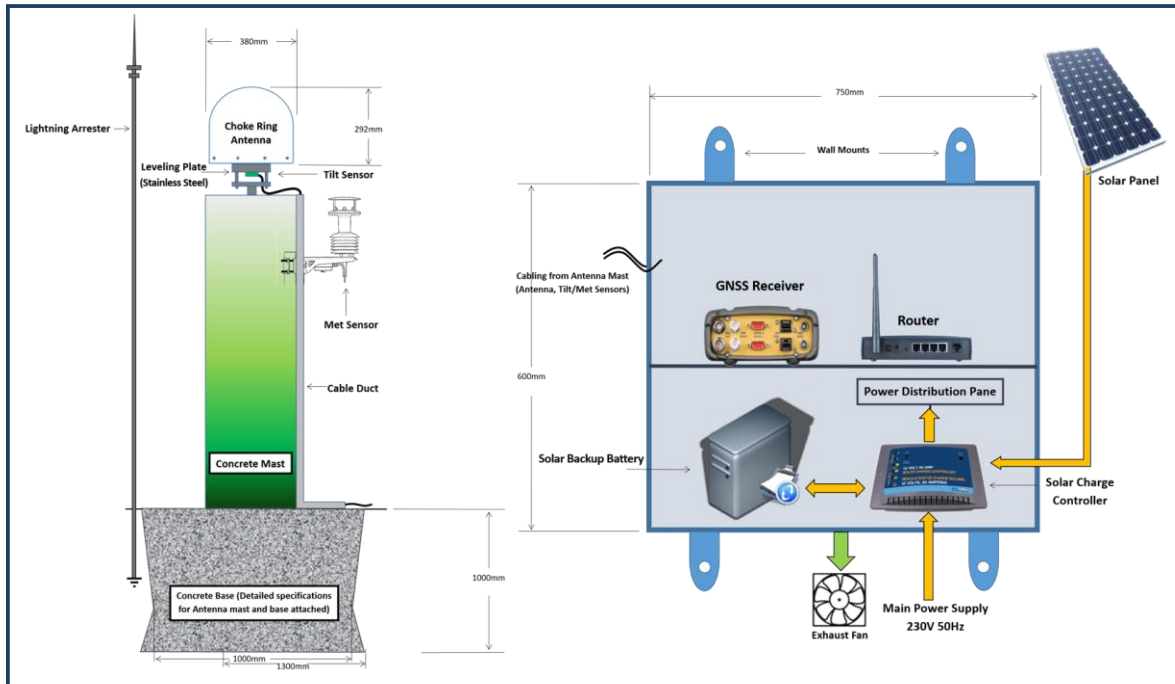 380mm
Lightning Arrester
Choke Ring
Antenna
292mm
Leveling Plate
(Stainless Steel)
Tilt Sensor
Met Sensor
Cable Duct
Concrete Mast
Concrete Base (Detailed specifications
for Antenna mast and base attached)
1000mm
1000mm
1300mm
750mm
Wall Mounts
Solar Panel
600mm
Cabling from Antenna Mast
(Antenna, Tilt/Met Sensors)
GNSS Receiver
Router
Power Distribution Pane
Solar Backup Battery
SOLAR CHARGE CONTROLLER
Solar Charge
Controller
Exhaust Fan
Main Power Supply
230V 50Hz